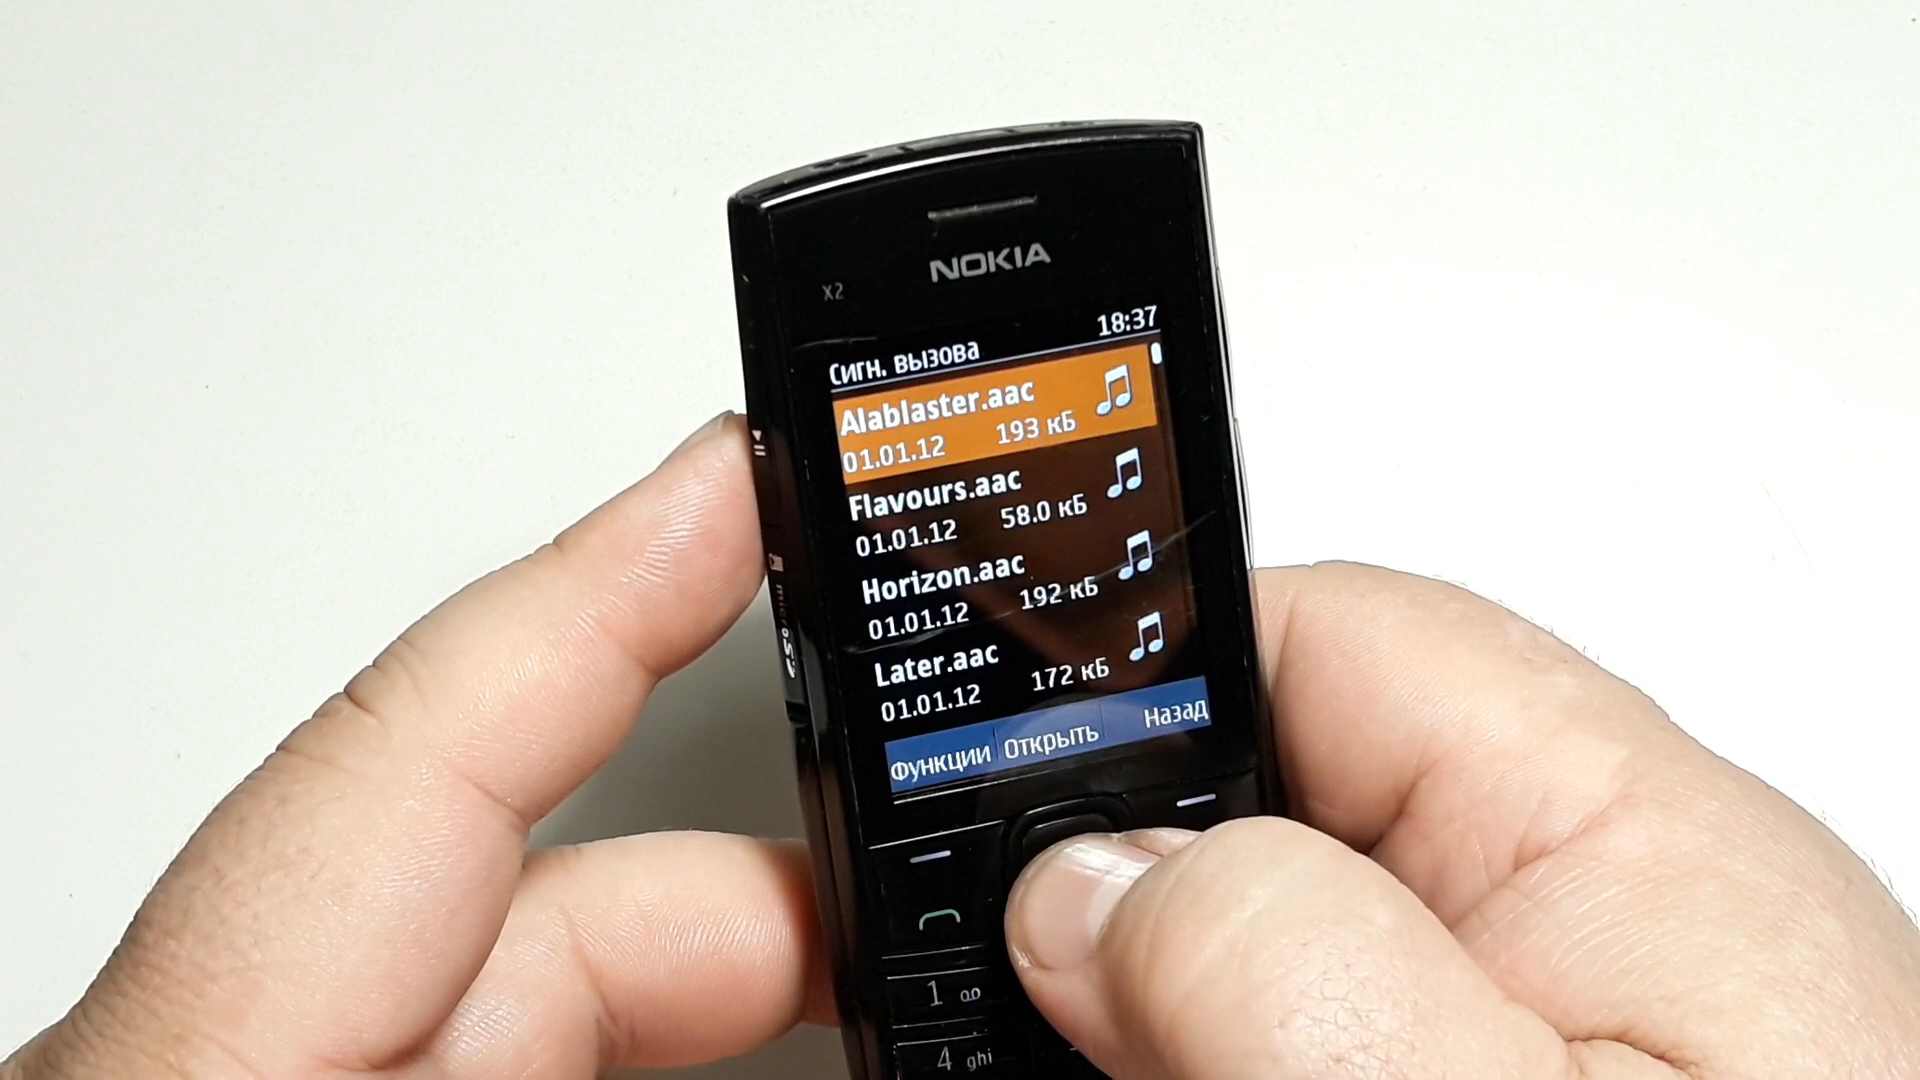 NOKIA
X2
18:37
Сигн. вызова
Alablaster.aac
01.01.12 193 кБ
Flavours.aac
01.01.12 58.0 кБ
Horizon.aac
01.01.12 192 кБ
Later.aac
01.01.12 172 кБ
Функции Открыть Назад
micro
1
4 ghi